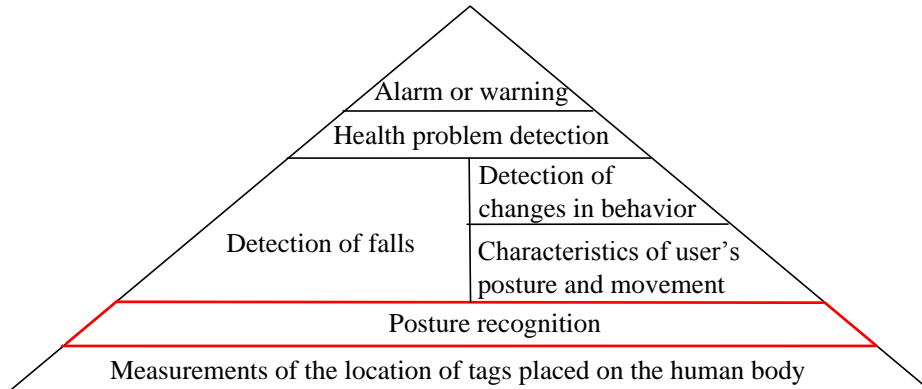 Alarm or warning
Health problem detection
Detection of
changes in behavior
Detection of falls
Characteristics of user’s
posture and movement
Posture recognition
Measurements of the location of tags placed on the human body